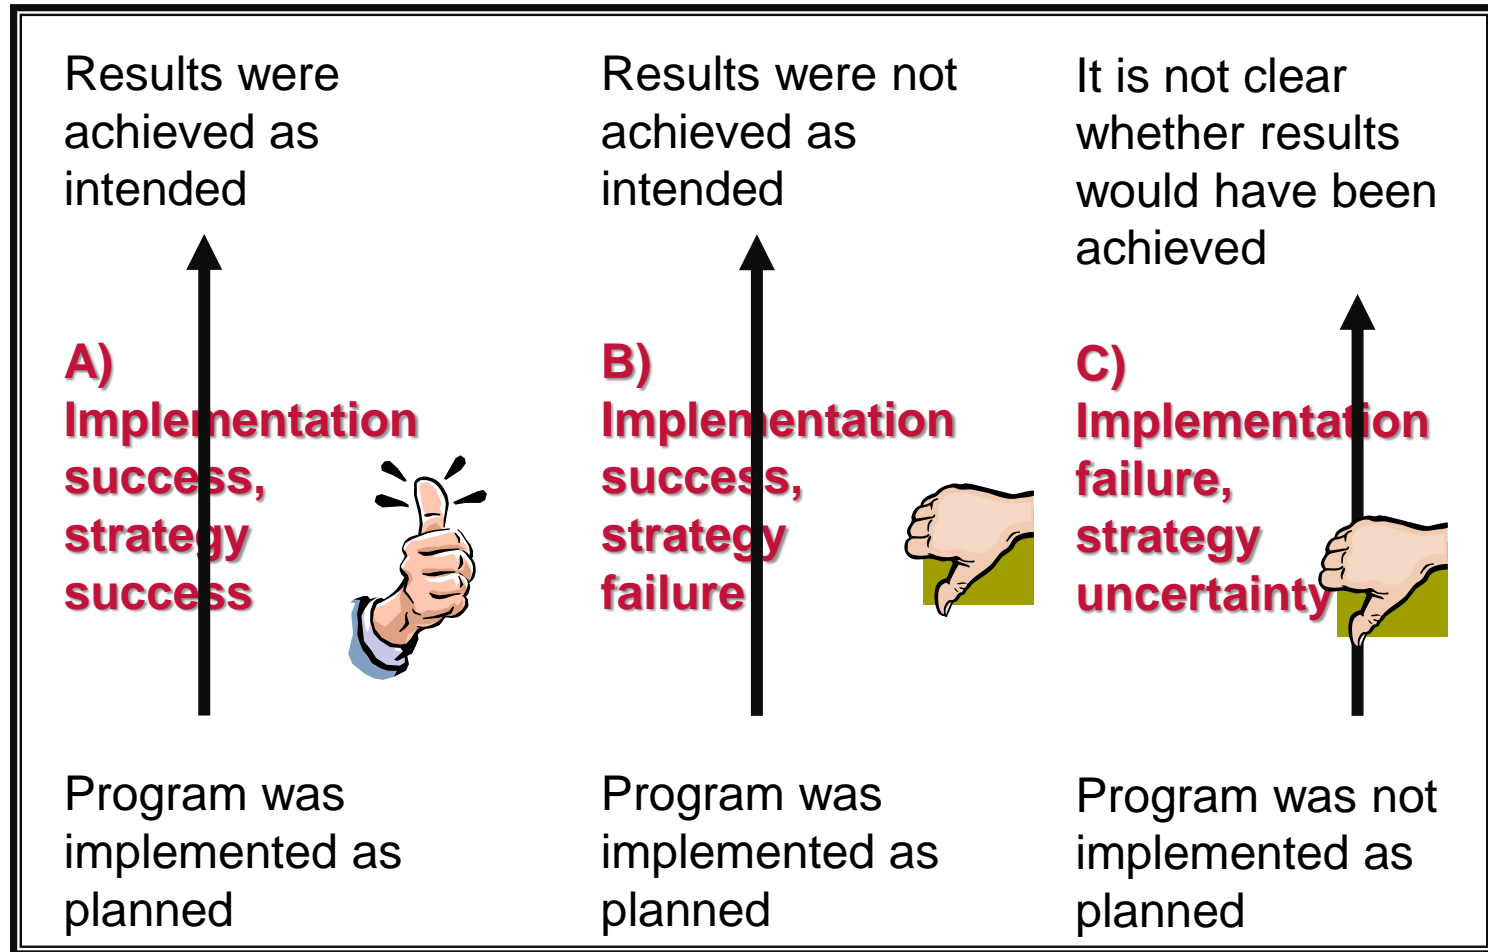 Results were
achieved as
intended
A)
Implementation
success,
strategy
success
Program was
implemented as
planned
Results were not
achieved as
intended
B)
Implementation
success,
strategy
failure
Program was
implemented as
planned
It is not clear
whether results
would have been
achieved
C)
Implementation
failure,
strategy
uncertainty
Program was not
implemented as
planned